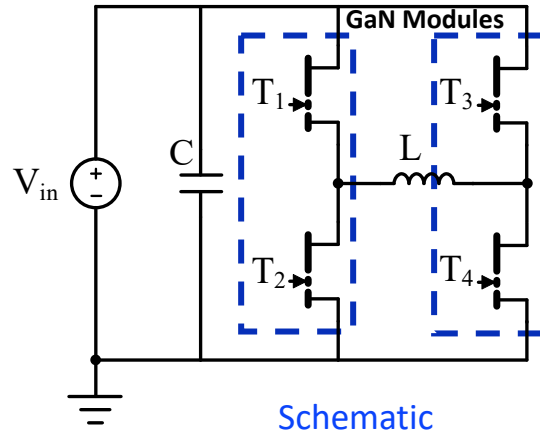 GaN Modules
T1
T3
C
L
Vin
+
−
T2
T4
Schematic